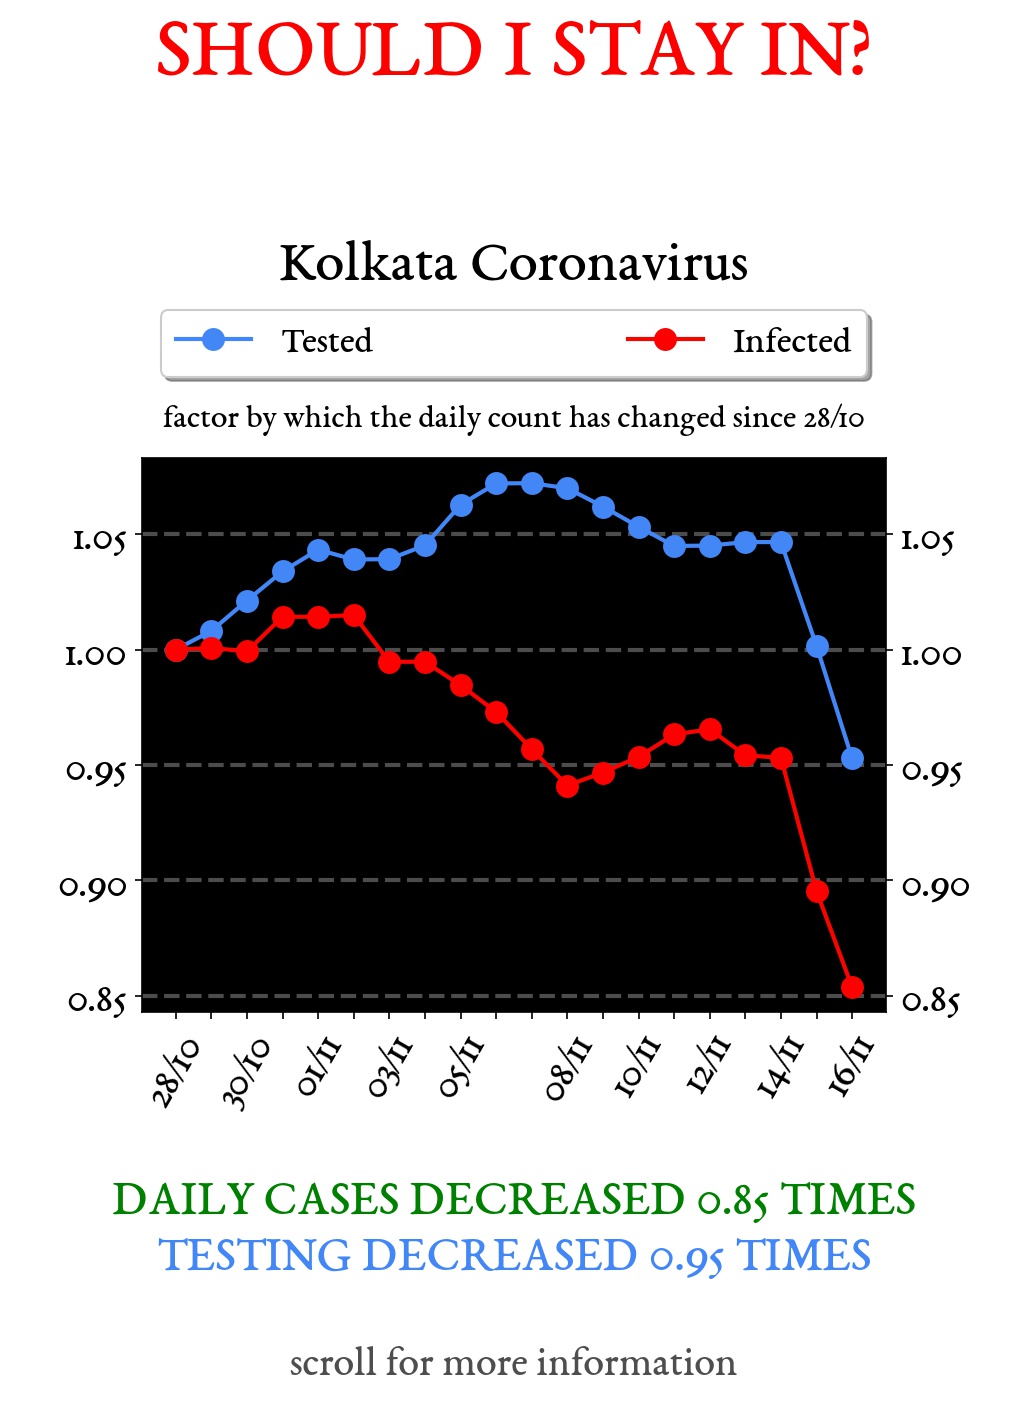 SHOULD I STAY IN?
Kolkata Coronavirus
Tested Infected
factor by which the daily count has changed since 28/10
1.05 1.05
1.00 1.00
0.95 0.95
0.90 0.90
0.85 0.85
28/10 30/10 01/11 03/11 05/11 08/11 10/11 12/11 14/11 16/11
DAILY CASES DECREASED 0.85 TIMES
TESTING DECREASED 0.95 TIMES
scroll for more information